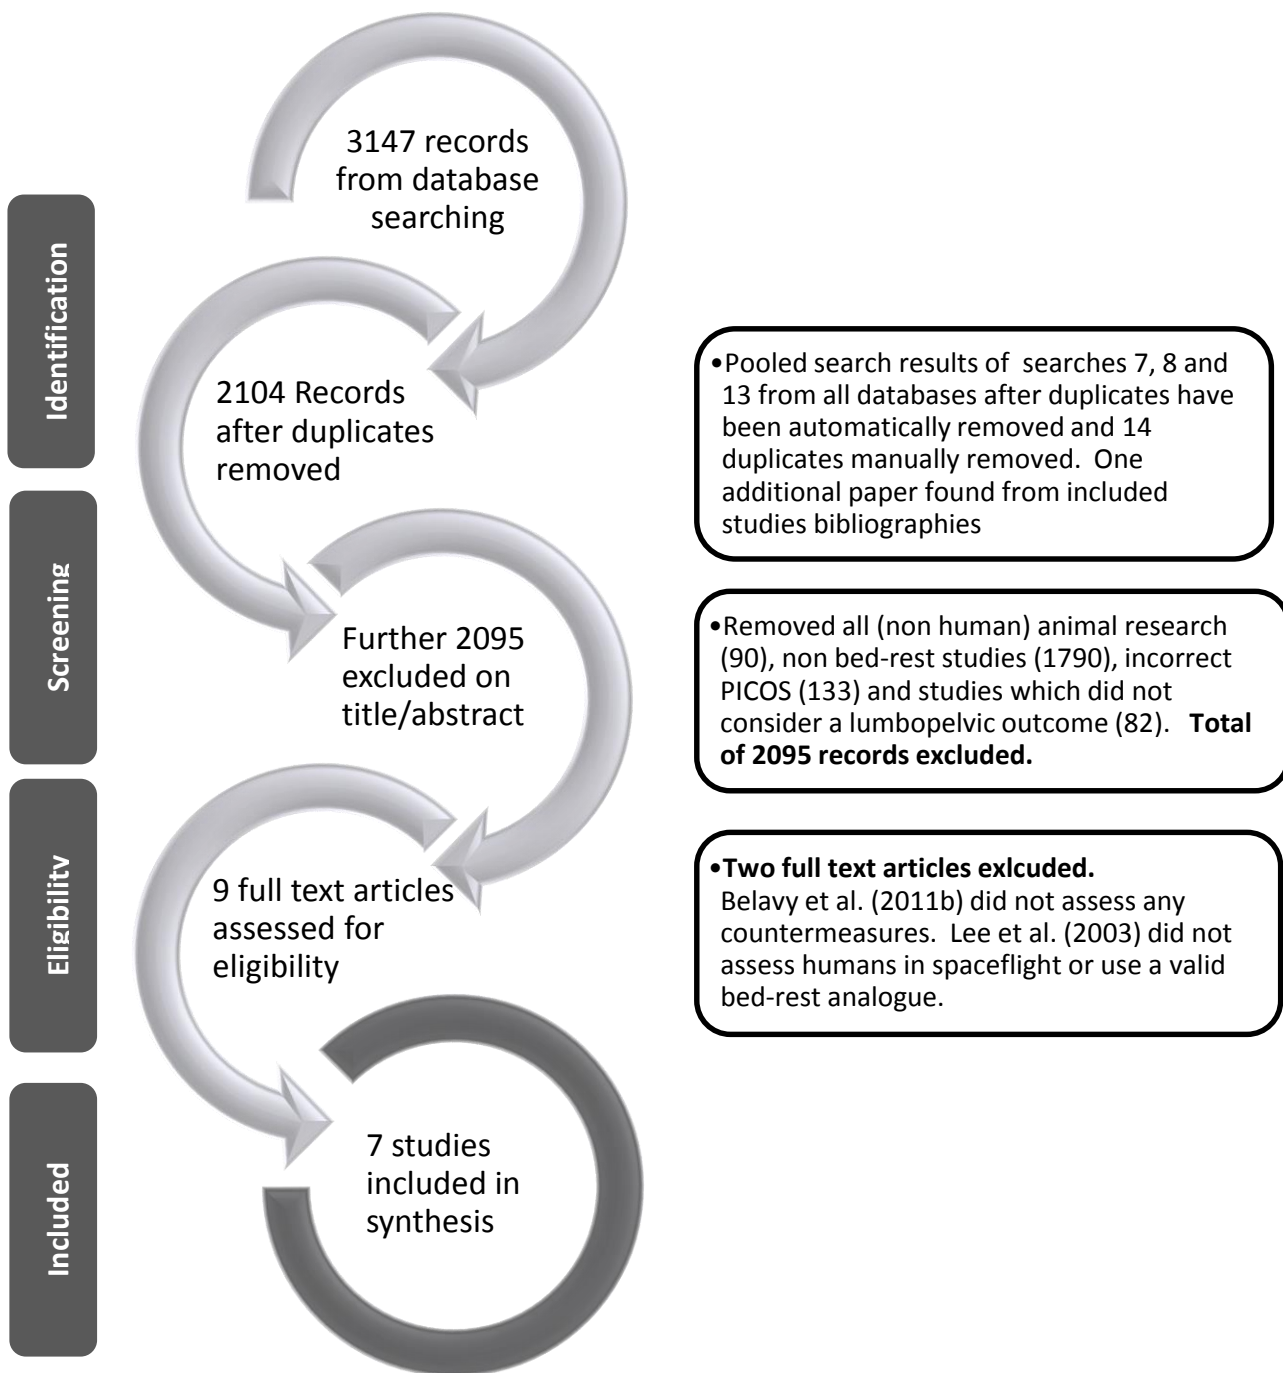 3147 records
from database
searching
Identification
2104 Records
after duplicates
removed
•Pooled search results of  searches 7, 8 and
13 from all databases after duplicates have
been automatically removed and 14
duplicates manually removed.  One
additional paper found from included
studies bibliographies
Screening
Further 2095
excluded on
title/abstract
•Removed all (non human) animal research
(90), non bed-rest studies (1790), incorrect
PICOS (133) and studies which did not
consider a lumbopelvic outcome (82).   Total
of 2095 records excluded.
Eligibility
9 full text articles
assessed for
eligibility
•Two full text articles exlcuded.
Belavy et al. (2011b) did not assess any
countermeasures.  Lee et al. (2003) did not
assess humans in spaceflight or use a valid
bed-rest analogue.
Included
7 studies
included in
synthesis